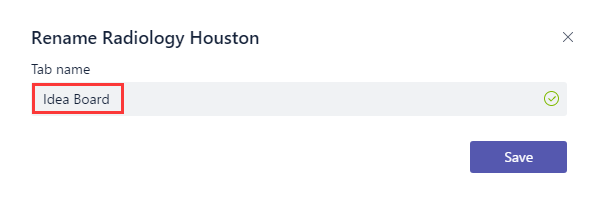 Rename Radiology Houston
Tab name
Idea Board
Save